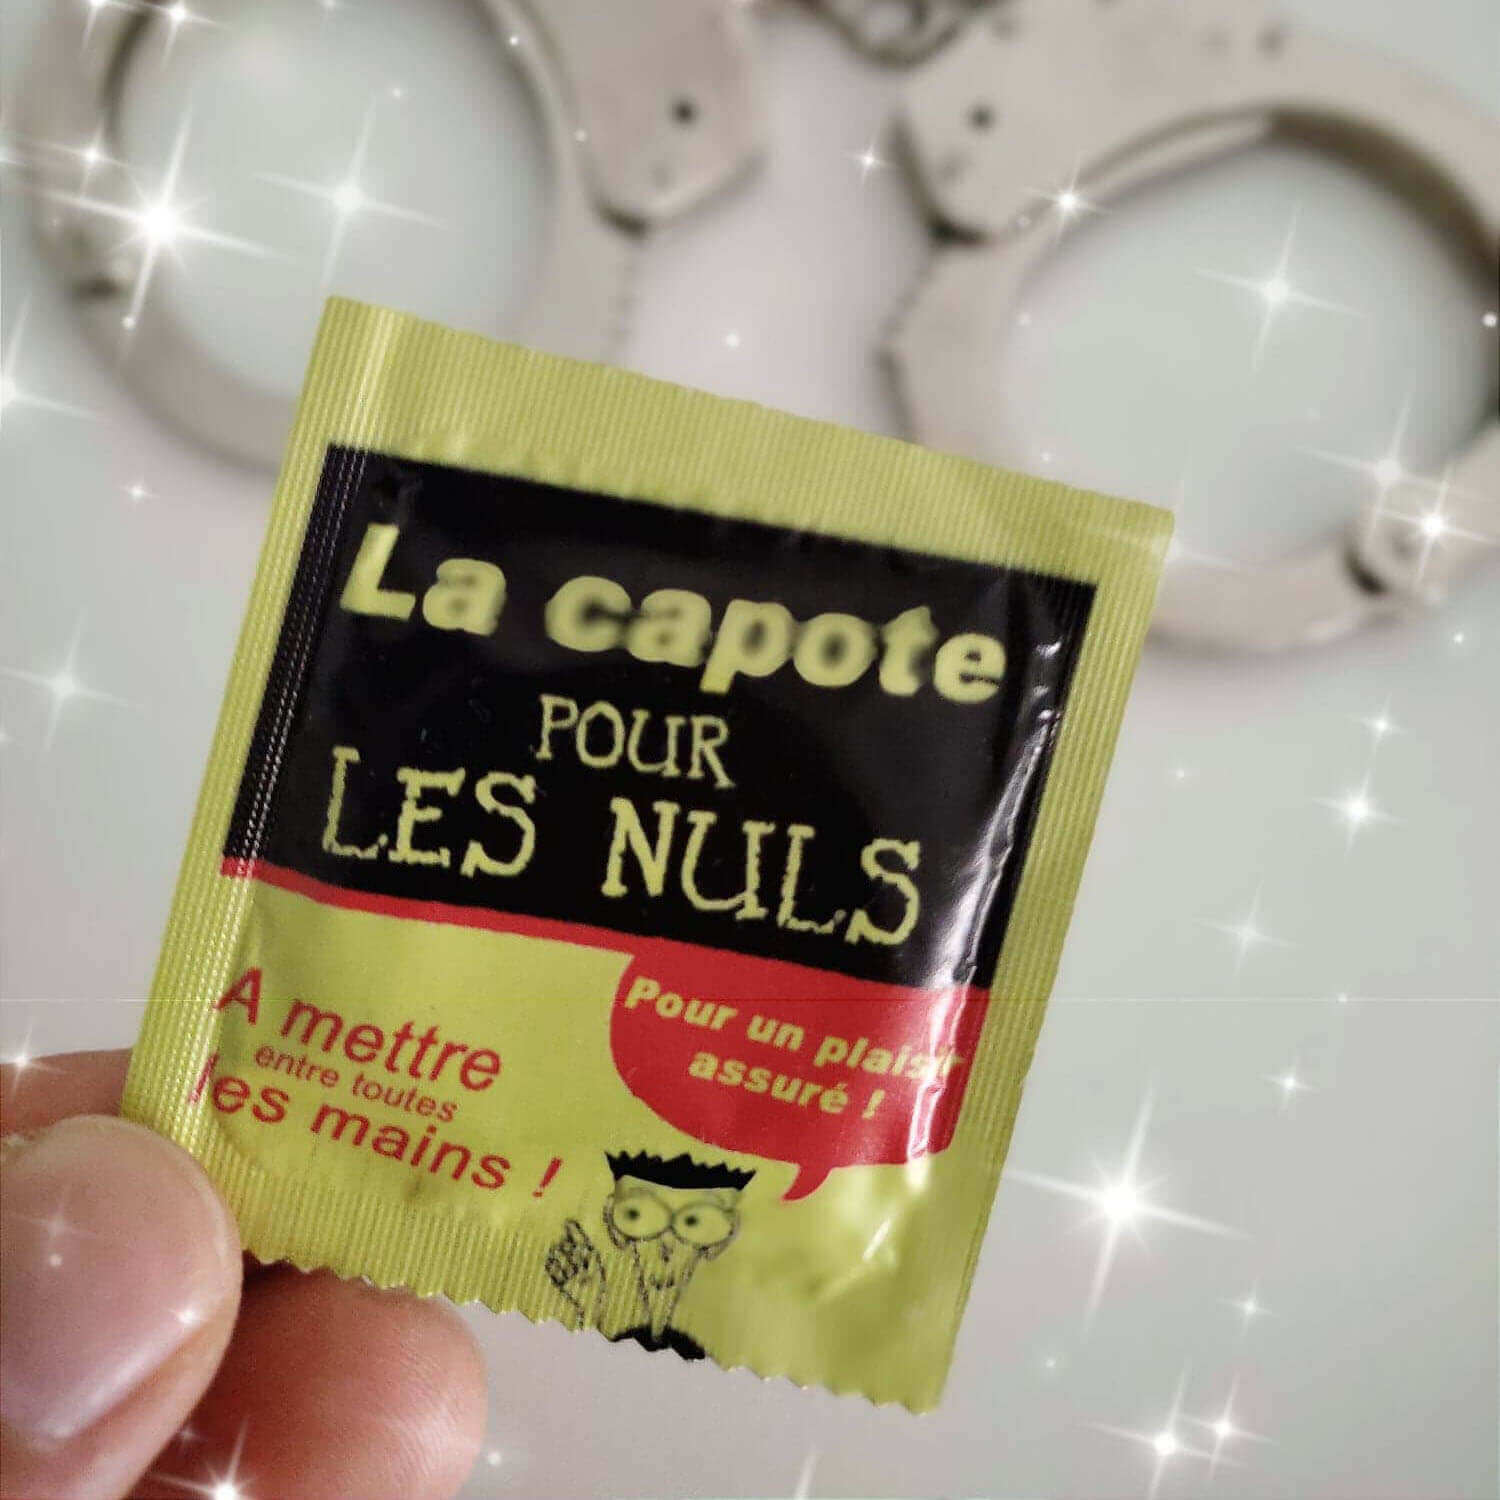 La capote
POUR
LES NULS
A mettre
entre toutes
les mains !
Pour un plaisir
assuré !